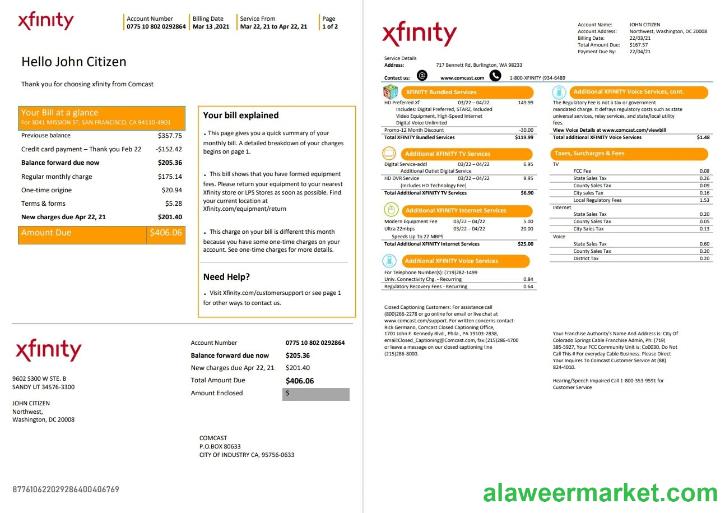 xfinity
Account Number
0775 10 802 0292864
Billing Date
Mar 13 ,2021
Service From
Mar 22, 21 to Apr 22, 21
Page
1 of 2
Hello John Citizen
Thank you for choosing xfinity from Comcast
Your Bill at a glance
For 8041 MISSION ST, SAN FRANCISCO, CA 94110-4901
Previouse balance $357.75
Credit card payment – Thank you Feb 22 -$152.42
Balance forward due now $205.36
Regular monthly charge $175.14
One-time origine $20.94
Terms & forms $5.28
New charges due Apr 22, 21 $201.40
Amount Due $406.06
Your bill explained
. This page gives you a quick summary of your
monthly bill. A detailed breakdown of your changes
begins on page 1.
. This bill shows that you have formed equipment
fees. Please return your equipment to your nearest
Xfinity store or LPS Stores as soon as possible. Find
your current location at
Xfinity.com/equipment/return
. This charge on your bill is different this month
because you have some one-time charges on your
account. See one-time charges for more details.
Need Help?
. Visit Xfinity.com/customersupport or see page 1
for other ways to contact us.
xfinity
9602 S300 W STE. B
SANDY UT 34576-3300
JOHN CITIZEN
Northwest,
Washington, DC 20008
Account Number 0775 10 802 0292864
Balance forward due now $205.36
New charges due Apr 22, 21 $201.40
Total Amount Due $406.06
Amount Enclosed $
COMCAST
P.O.BOX 80633
CITY OF INDUSTRY CA, 95756-0633
87761062202928640040​6769
xfinity
Account Name: JOHN CITIZEN
Account Address: Northwest, Washington, DC 20008
Billing Date: 22/03/21
Total Amount Due: $167.57
Payment Due By: 22/04/21
Service Details
Address: 717 Bennett Rd, Burlington, WA 98233
Contact us: www.comcast.com 1-800-XFINITY (934-6489
XFINITY Bundled Services
HD Preferred Xf 03/22 – 04/22 149.99
Includes: Digital Preferred, STARZ, Included
Video Equipment, High-Speed Internet
Digital Voice Unlimited
Promo-12 Month Discount -30.00
Total XFINITY Bundled Services $119.99
Additional XFINITY TV Services
Digital Service-addl 03/22 – 04/22 6.95
Additional Outlet Digital Service
HD DVR Service 03/22 – 04/22 9.95
(Includes HD Technology Fee)
Total Additional XFINITY TV Services $6.90
Additional XFINITY Internet Services
Modern Equipment Fee 03/22 – 04/22 5.00
Ultra 22mbps 03/22 – 04/22 20.00
Speeds Up To 22 MBPS
Total Additional XFINITY Internet Services $25.00
Additional XFINITY Voice Services
For Telephone Number(s): (719)282-1499
Univ. Connectivity Chg. - Recurring 0.84
Regulatory Recovery Fees - Recurring 0.64
Additional XFINITY Voice Services, cont.
The Regulatory Fee is not a tax or government
mandated charge. It defrays regulatory costs such as state
universal services, relay services, and state/local utility
fees.
View Voice Details at www.comcast.com/viewbill
Total additional XFINITY Voice Services $1.48
Taxes, Surcharges & Fees
TV
FCC Fee 0.08
State Sales Tax 0.26
County Sales Tax 0.09
City Sales Tax 0.16
Local Regulatory Fees 1.53
Internet
State Sales Tax 0.20
County Sales Tax 0.05
City Sales Tax 0.13
Voice
State Sales Tax 0.60
County Sales Tax 0.20
District Tax 0.20
Closed Captioning Customers: For assistance call
(800)266-2278 or go online for email or live chat at
www.comcast.com/support. For written concerns contact:
Rick Germano, Comcast Closed Captioning Office,
1701 John F. Kennedy Blvd., Phila., PA 19103-2838,
email:Closed_Captioning@Comcast.com, fax (215)286-4700
or leave a message on our closed captioning line
(215)286-8000.
Your Franchise Authority's Name And Address is: City Of
Colorado Springs Cable Franchise Admin, Ph: (719)
385-5927, Your FCC Community Unit is: Co0030. Do Not
Call This # For everyday Cable Business. Please Direct
Your Inquires To Comcast Customer Service At (88)
824-4010.
Hearing/Speech Impaired Call 1 800 353 9591 for
Customer Service
alaweermarket.com